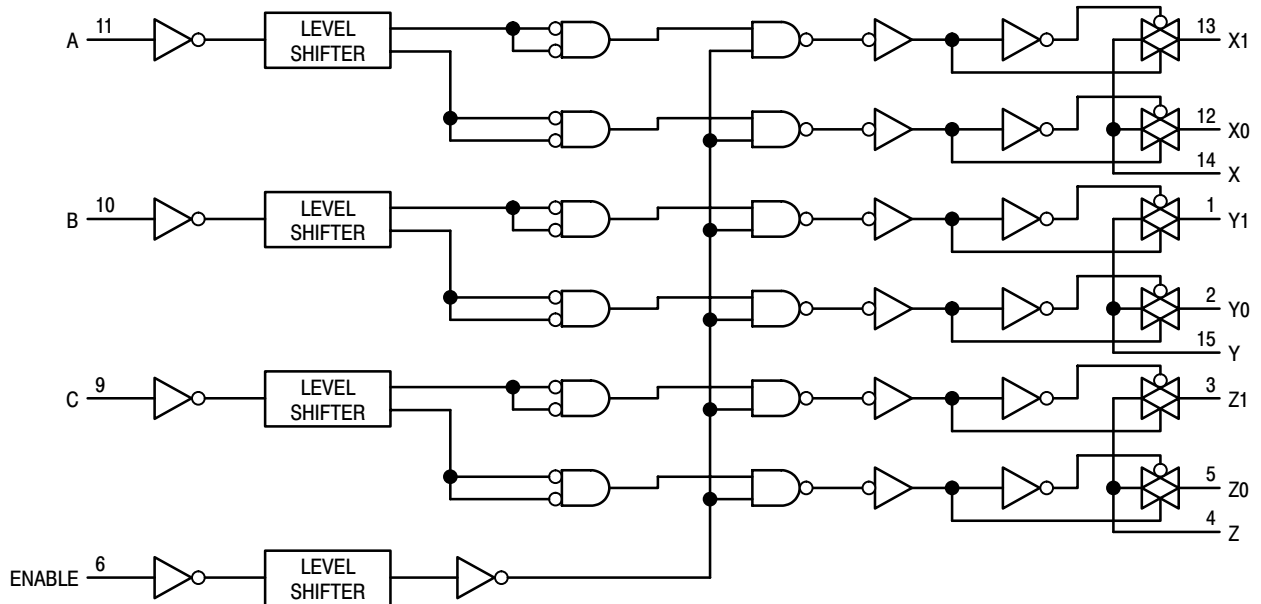 A 11
LEVEL
SHIFTER
13 X1
12 X0
14 X
B 10
LEVEL
SHIFTER
1 Y1
2 Y0
15 Y
C 9
LEVEL
SHIFTER
3 Z1
5 Z0
4 Z
ENABLE 6
LEVEL
SHIFTER